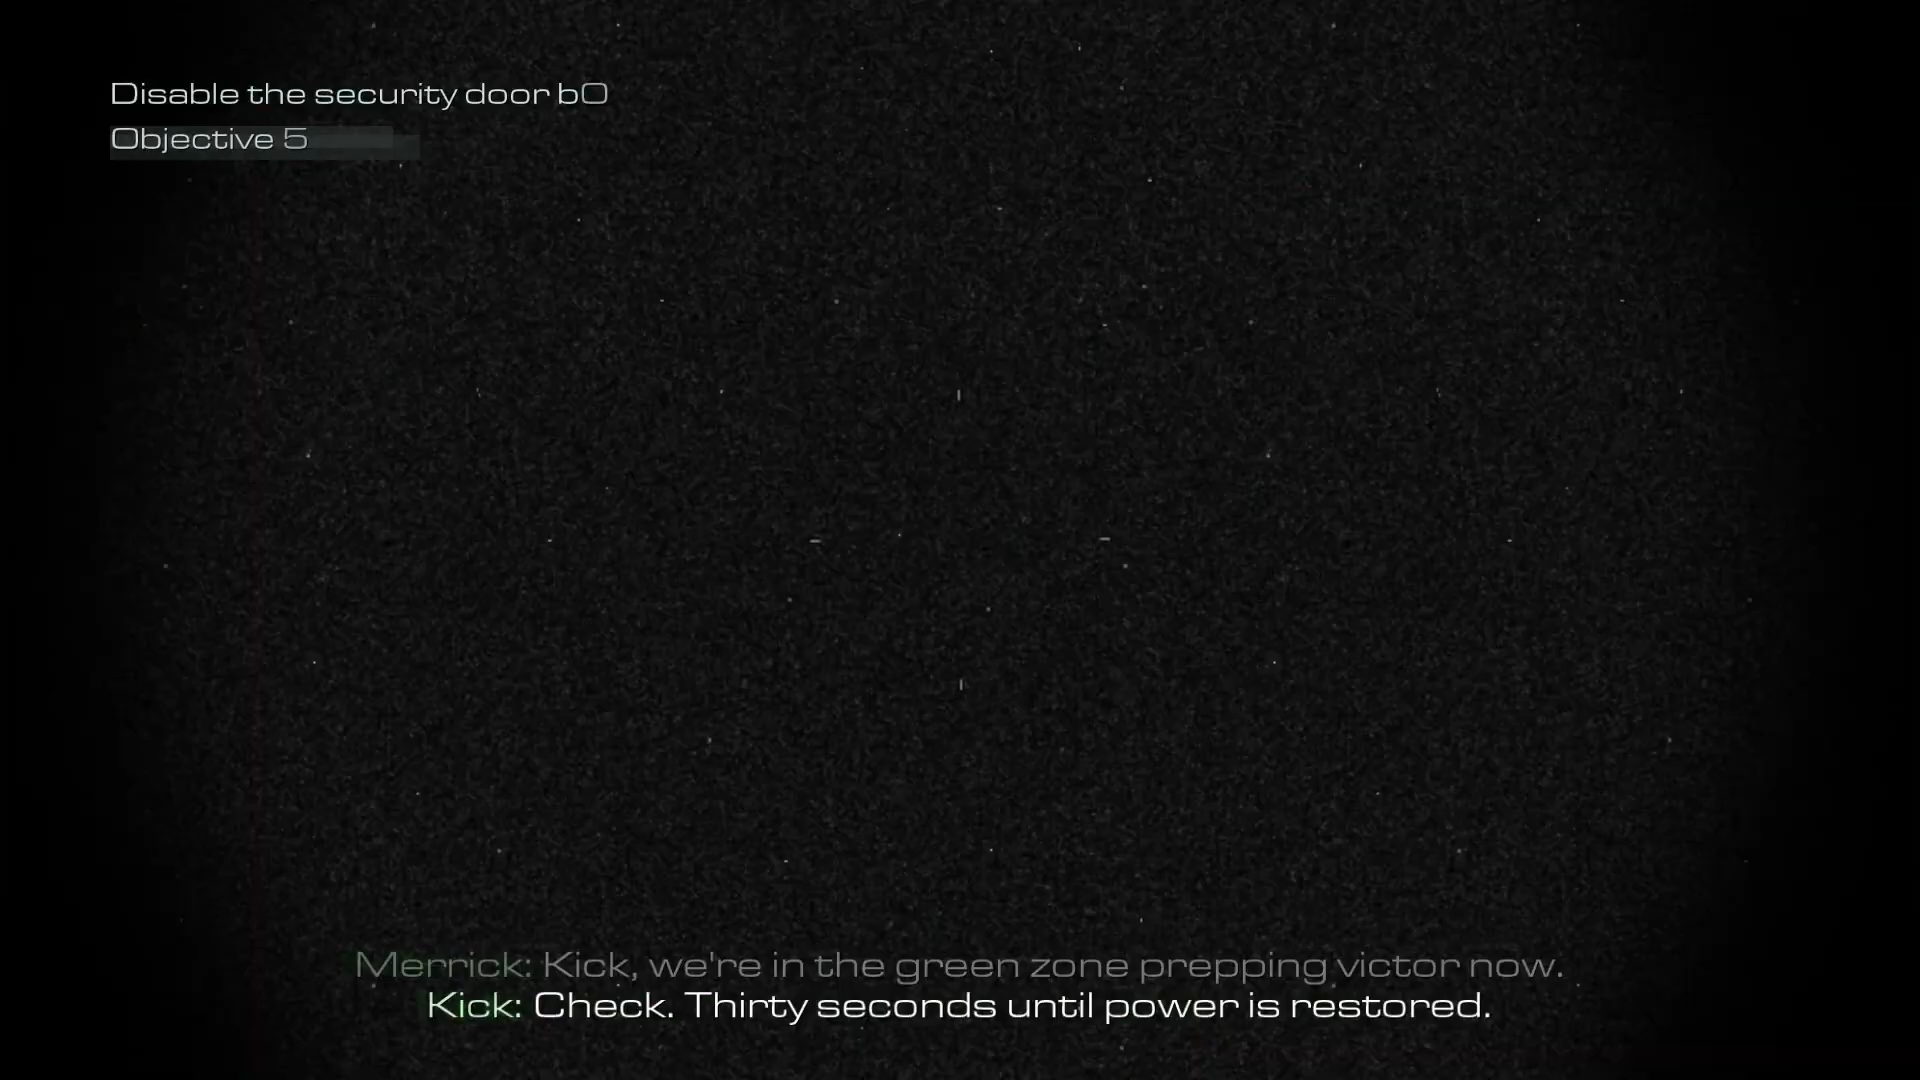 Disable the security door b0
Objective 5
Merrick: Kick, we're in the green zone prepping victor now.
Kick: Check. Thirty seconds until power is restored.